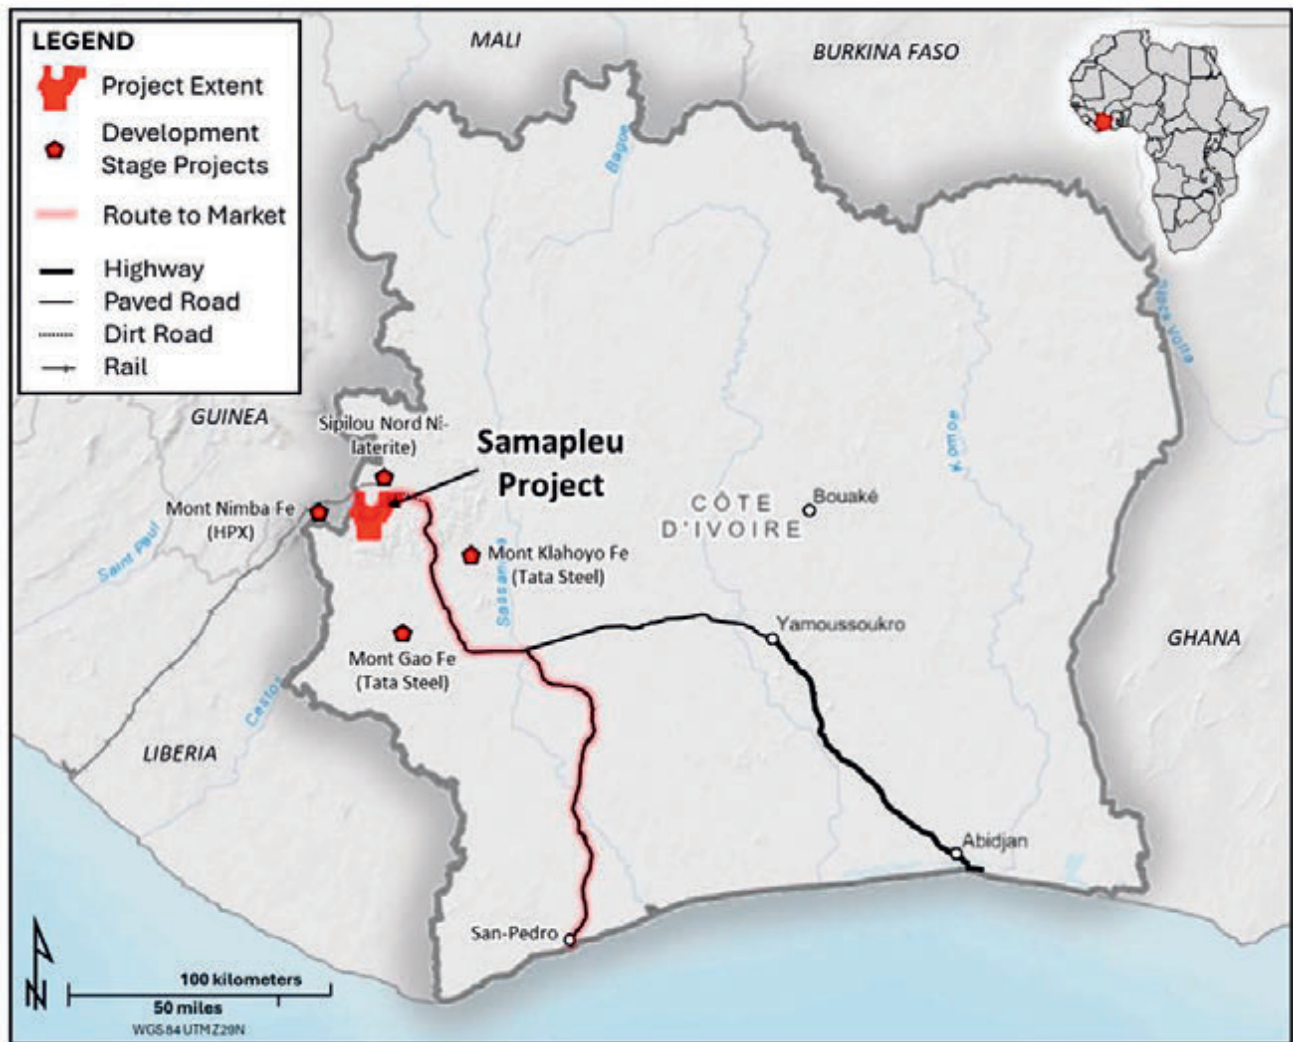 LEGEND
Project Extent
Development
Stage Projects
Route to Market
Highway
Paved Road
Dirt Road
Rail
MALI
BURKINA FASO
Bagoe
Black Volta
GUINEA
Sipilou Nord Ni-
laterite)
Samapleu
Project
Komoe
Mont Nimba Fe
(HPX)
CÔTE
D'IVOIRE
Bouaké
Saint Paul
Mont Klahoyo Fe
(Tata Steel)
Sassandra
Yamoussoukro
GHANA
Mont Gao Fe
(Tata Steel)
Cestos
LIBERIA
Abidjan
San-Pedro
N
100 kilometers
50 miles
WGS 84 UTM Z29N